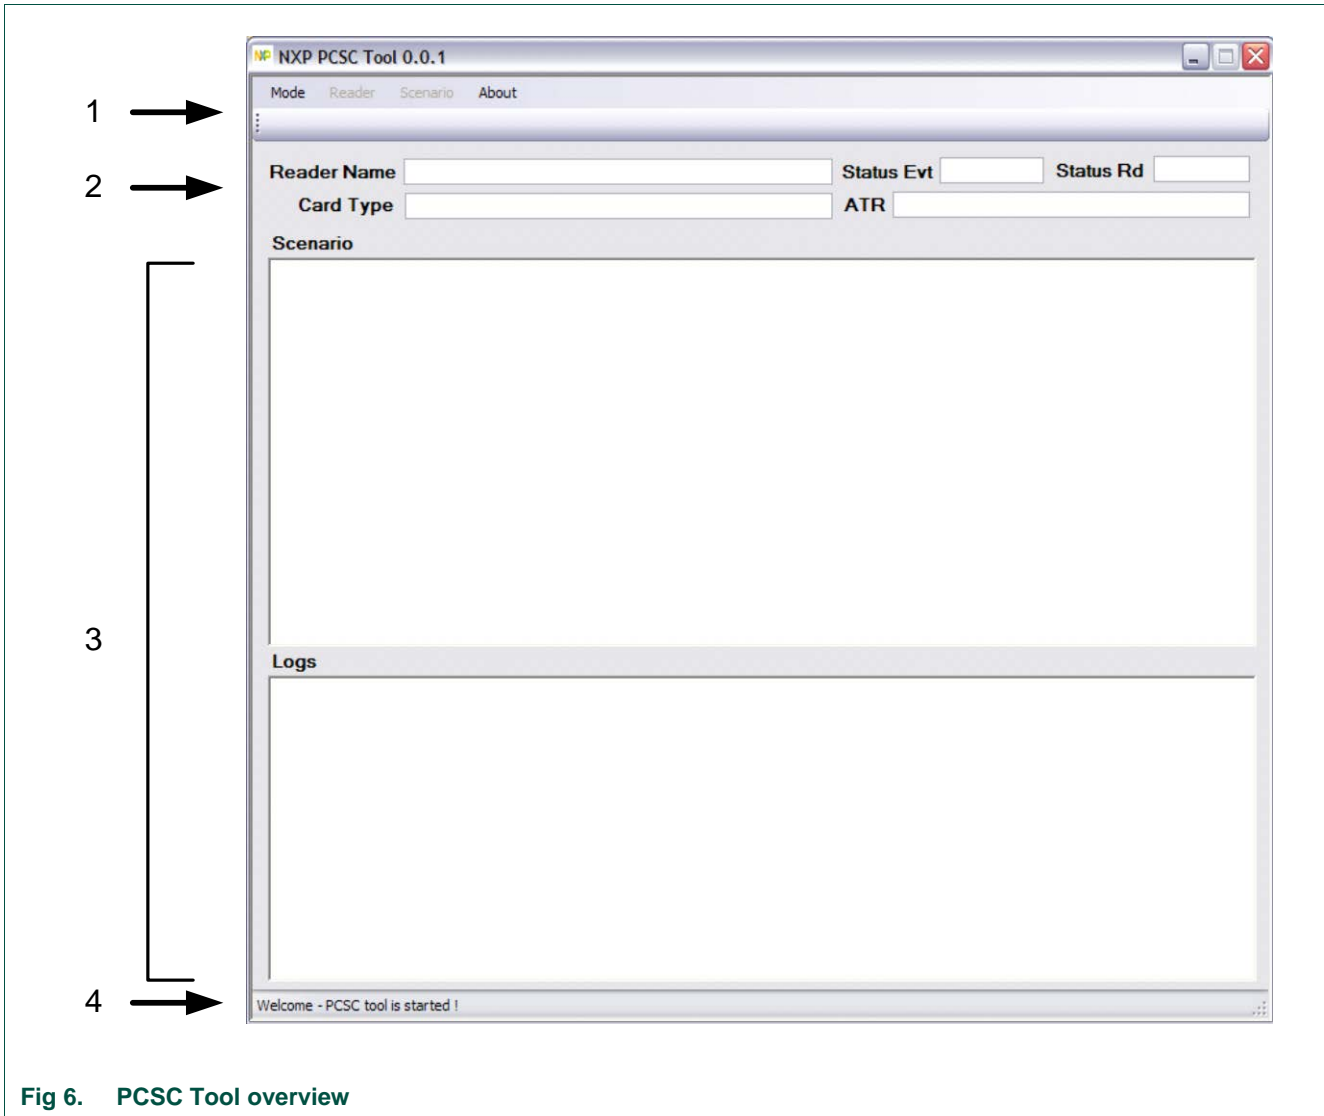 NXP NXP PCSC Tool 0.0.1
Mode Reader Scenario About
1
Reader Name Status Evt Status Rd
2
Card Type ATR
Scenario
3
Logs
4
Welcome - PCSC tool is started !
Fig 6. PCSC Tool overview